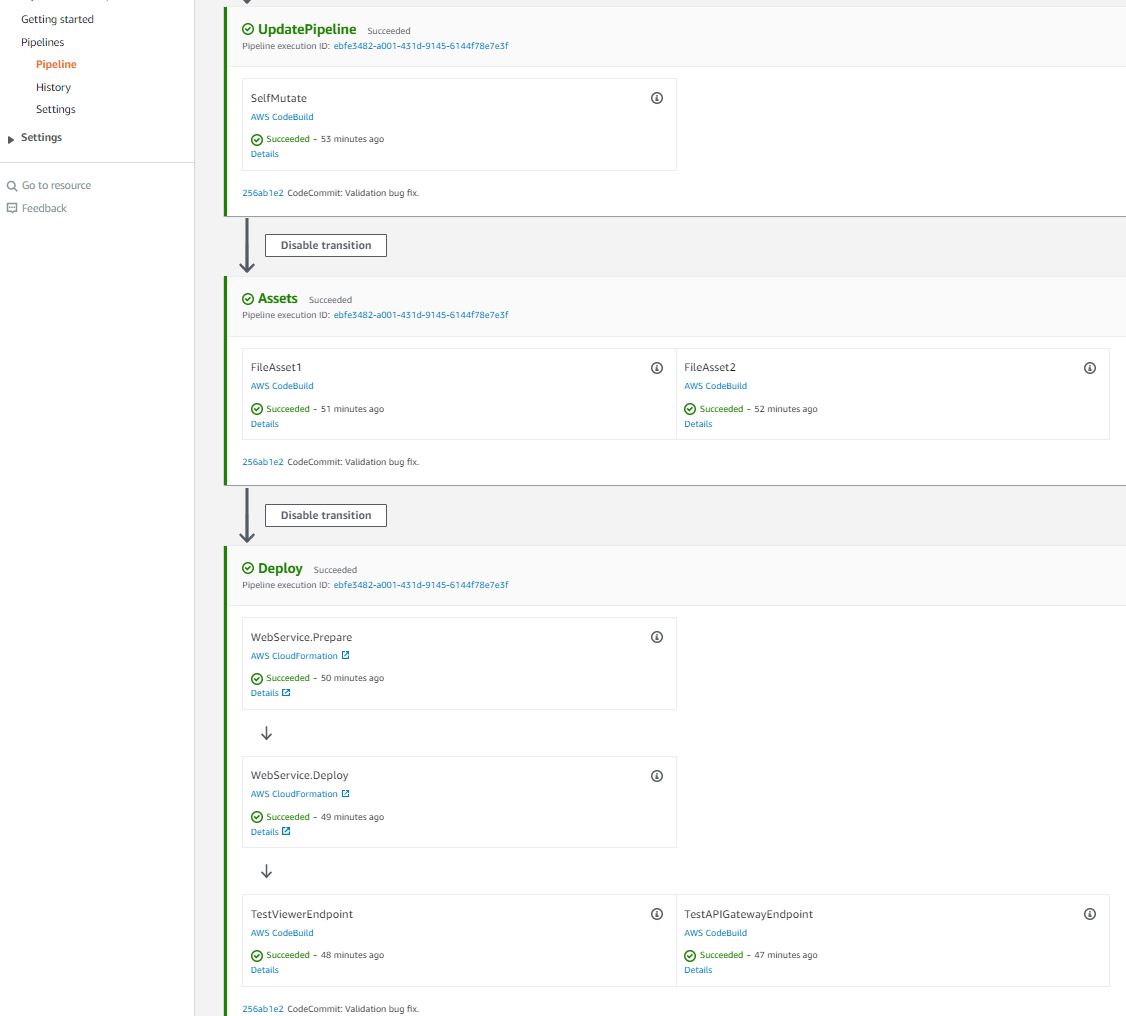 Getting started
Pipelines
Pipeline
History
Settings
Settings
Go to resource
Feedback
UpdatePipeline Succeeded
Pipeline execution ID: ebfe3482-a001-431d-9145-6144f78e7e3f
SelfMutate
AWS CodeBuild
Succeeded - 53 minutes ago
Details
256ab1e2 CodeCommit: Validation bug fix.
Disable transition
Assets Succeeded
Pipeline execution ID: ebfe3482-a001-431d-9145-6144f78e7e3f
FileAsset1
AWS CodeBuild
Succeeded - 51 minutes ago
Details
FileAsset2
AWS CodeBuild
Succeeded - 52 minutes ago
Details
256ab1e2 CodeCommit: Validation bug fix.
Disable transition
Deploy Succeeded
Pipeline execution ID: ebfe3482-a001-431d-9145-6144f78e7e3f
WebService.Prepare
AWS CloudFormation
Succeeded - 50 minutes ago
Details
WebService.Deploy
AWS CloudFormation
Succeeded - 49 minutes ago
Details
TestViewerEndpoint
AWS CodeBuild
Succeeded - 48 minutes ago
Details
TestAPIGatewayEndpoint
AWS CodeBuild
Succeeded - 47 minutes ago
Details
256ab1e2 CodeCommit: Validation bug fix.